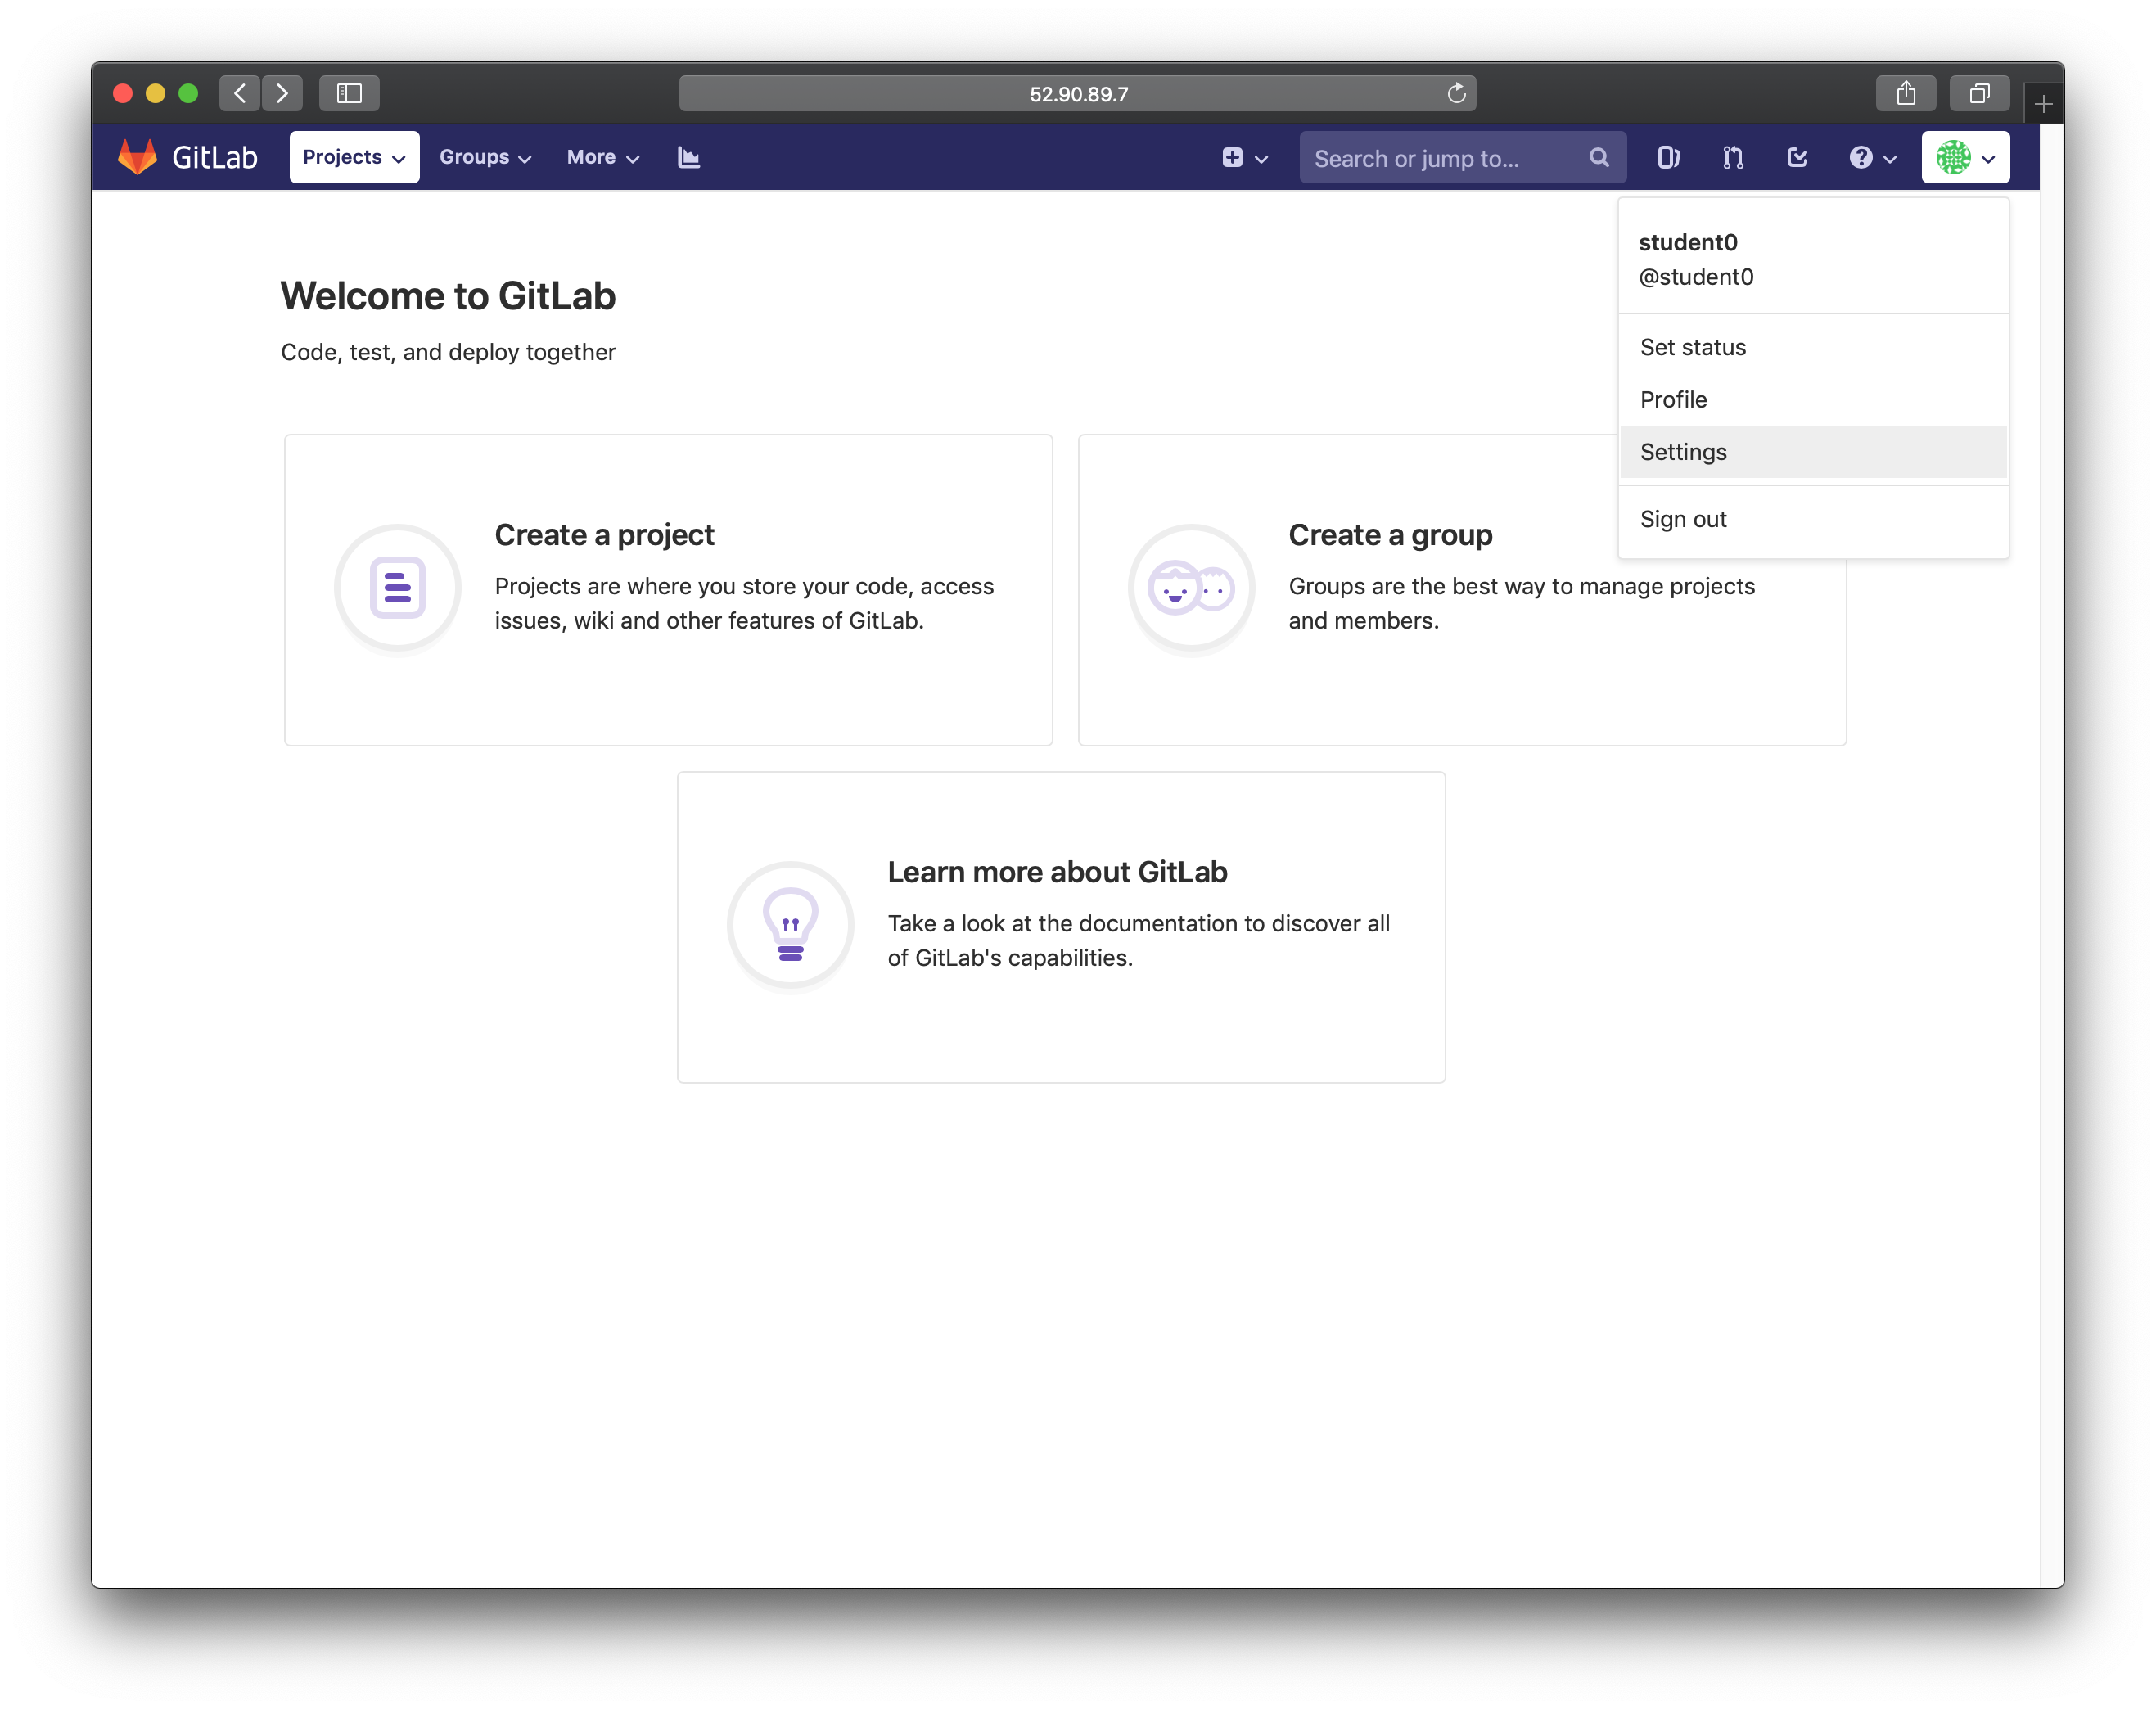 52.90.89.7
GitLab Projects Groups More Search or jump to...
student0
@student0
Set status
Profile
Settings
Sign out
Welcome to GitLab
Code, test, and deploy together
Create a project
Projects are where you store your code, access
issues, wiki and other features of GitLab.
Create a group
Groups are the best way to manage projects
and members.
Learn more about GitLab
Take a look at the documentation to discover all
of GitLab's capabilities.